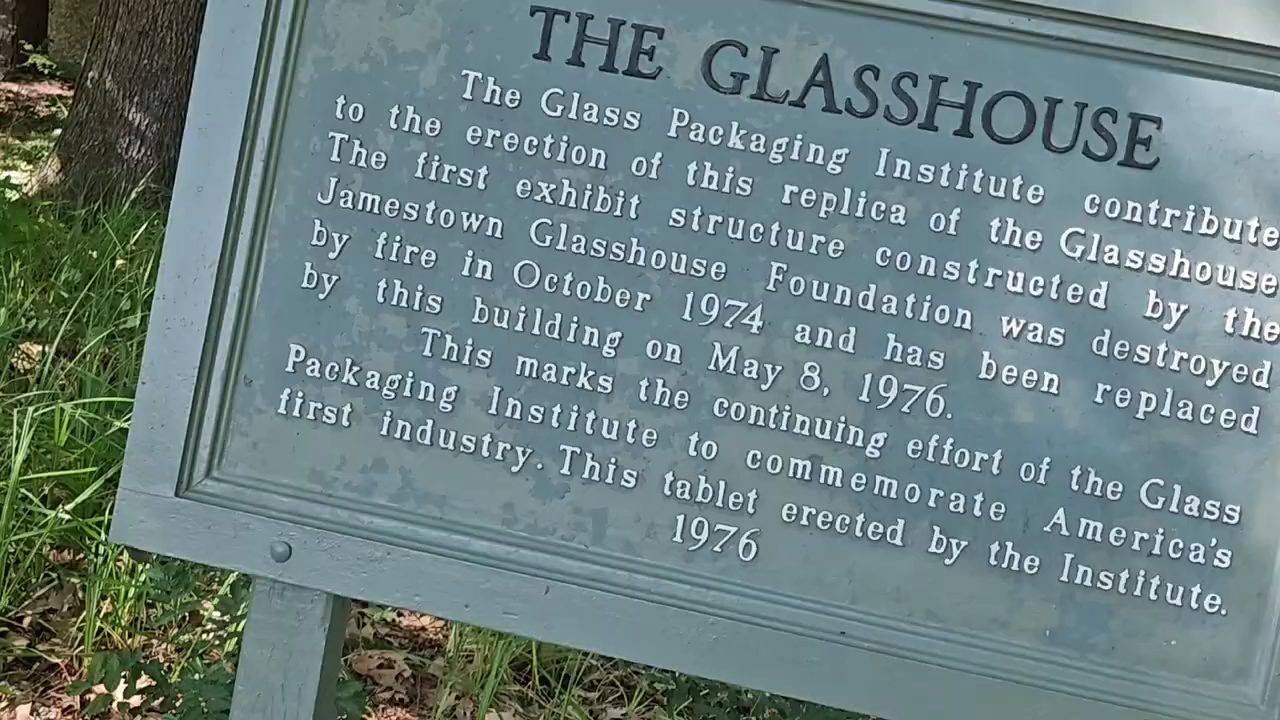 THE GLASSHOUSE
The Glass Packaging Institute contribute
to the erection of this replica of the Glasshouse
The first exhibit structure constructed by the
Jamestown Glasshouse Foundation was destroyed
by fire in October 1974 and has been replaced
by this building on May 8, 1976.
This marks the continuing effort of the Glass
Packaging Institute to commemorate America's
first industry. This tablet erected by the Institute.
1976